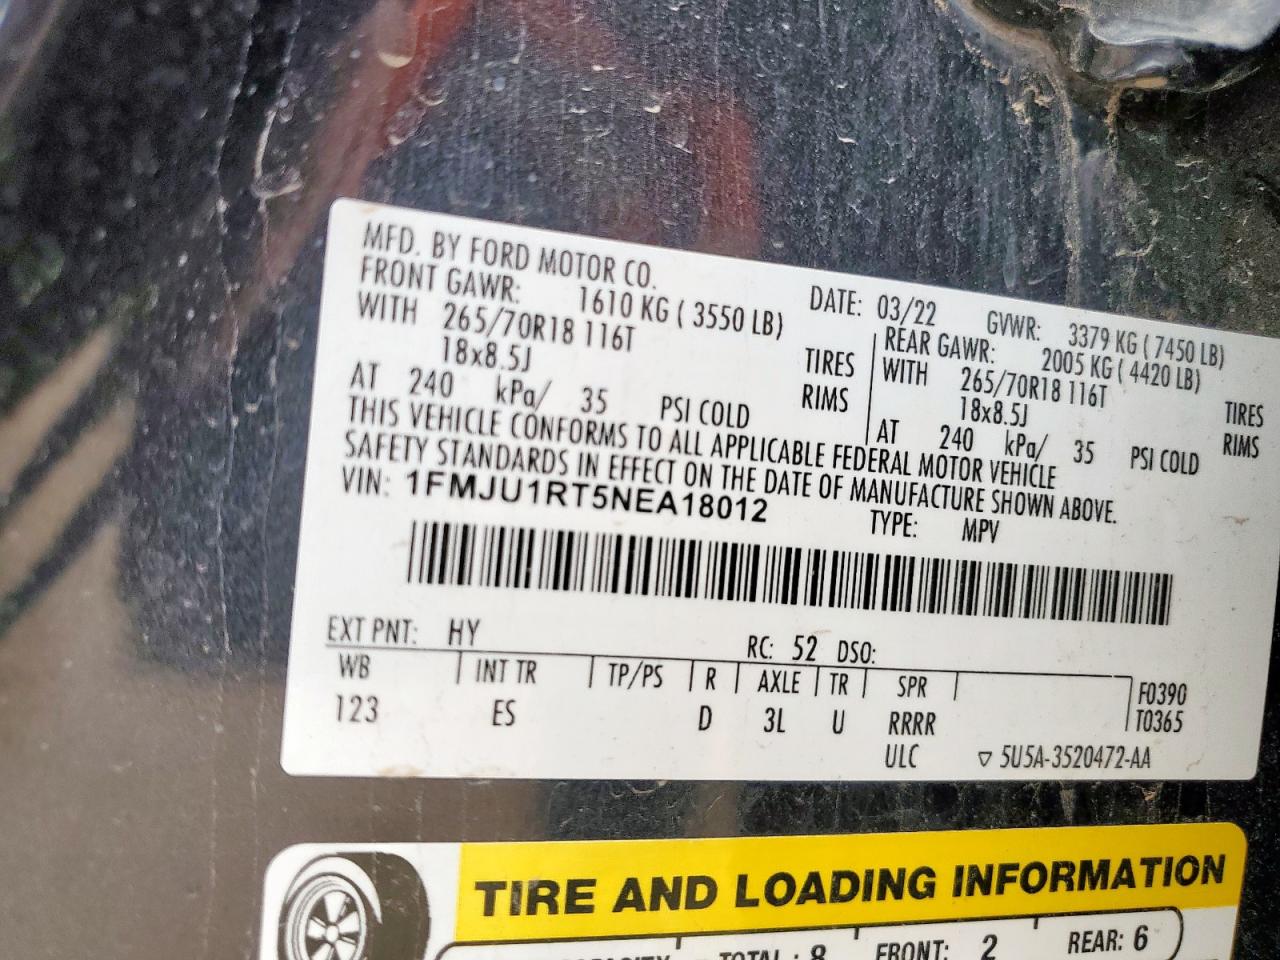 MFD. BY FORD MOTOR CO. DATE: 03/22 GVWR: 3379 KG ( 7450 LB)
FRONT GAWR: 1610 KG ( 3550 LB) REAR GAWR: 2005 KG ( 4420 LB)
WITH 265/70R18 116T TIRES WITH 265/70R18 116T TIRES
18x8.5J RIMS 18x8.5J RIMS
AT 240 kPa/ 35 PSI COLD AT 240 kPa/ 35 PSI COLD
THIS VEHICLE CONFORMS TO ALL APPLICABLE FEDERAL MOTOR VEHICLE
SAFETY STANDARDS IN EFFECT ON THE DATE OF MANUFACTURE SHOWN ABOVE.
VIN: 1FMJU1RT5NEA18012 TYPE: MPV
EXT PNT: HY RC: 52 DSO:
WB INT TR TP/PS R AXLE TR SPR F0390
123 ES D 3L U RRRR T0365
ULC ▽ 5U5A-3520472-AA
TIRE AND LOADING INFORMATION
TOTAL : 8 FRONT: 2 REAR: 6